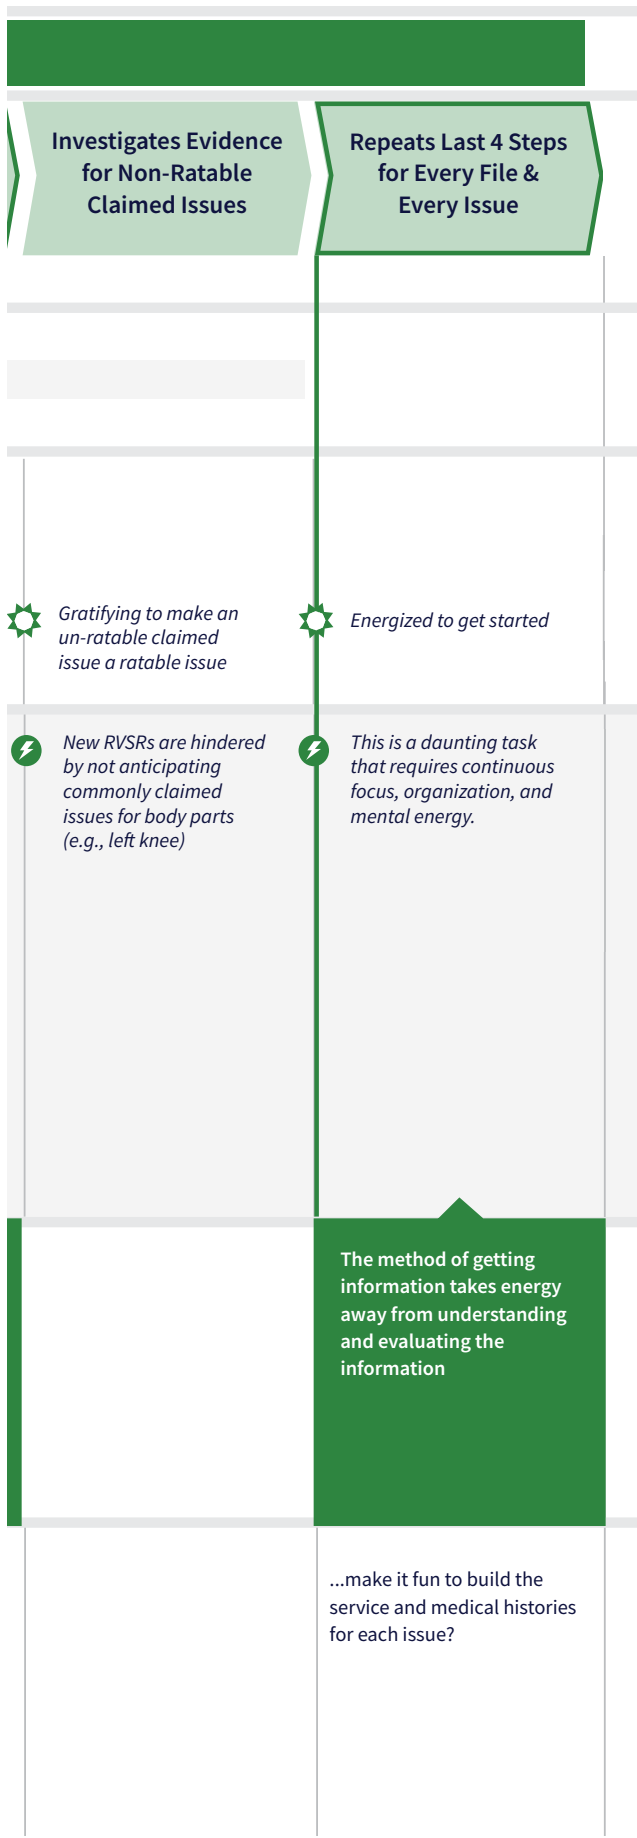 Investigates Evidence
for Non-Ratable
Claimed Issues
Repeats Last 4 Steps
for Every File &
Every Issue
Gratifying to make an
un-ratable claimed
issue a ratable issue
Energized to get started
New RVSRs are hindered
by not anticipating
commonly claimed
issues for body parts
(e.g., left knee)
This is a daunting task
that requires continuous
focus, organization, and
mental energy.
The method of getting
information takes energy
away from understanding
and evaluating the
information
...make it fun to build the
service and medical histories
for each issue?